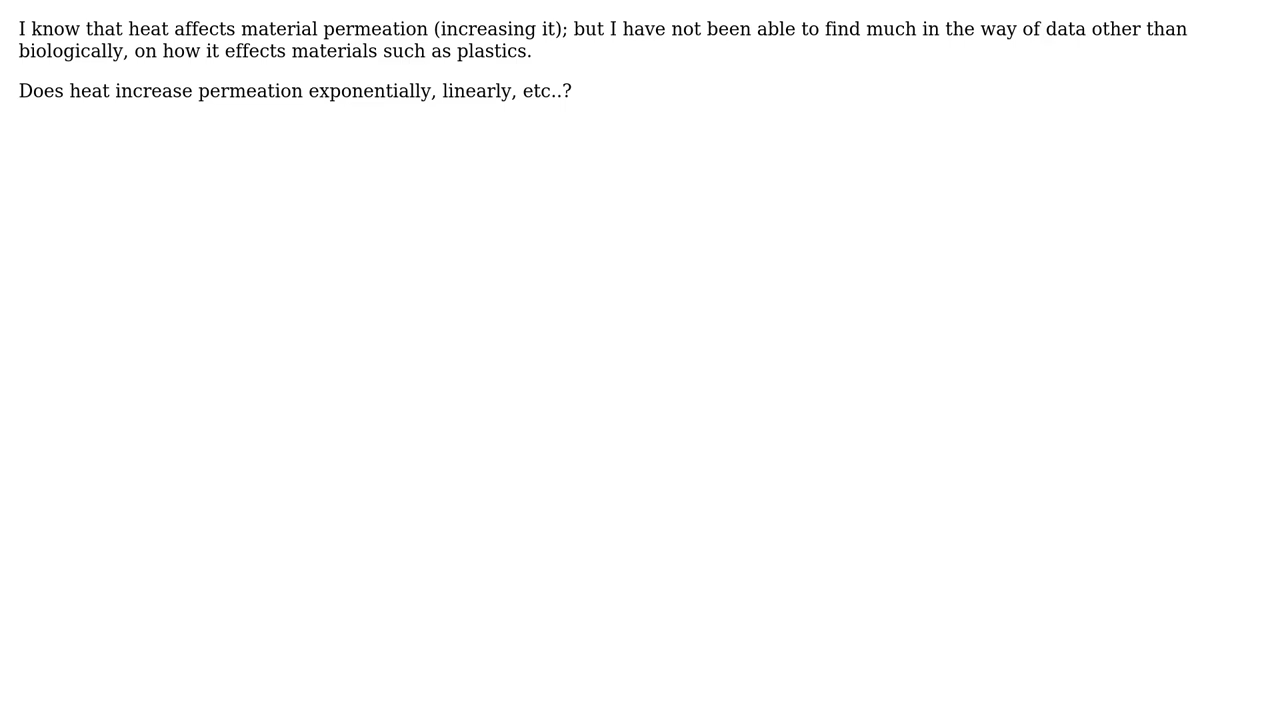 I know that heat affects material permeation (increasing it); but I have not been able to find much in the way of data other than
biologically, on how it effects materials such as plastics.
Does heat increase permeation exponentially, linearly, etc..?